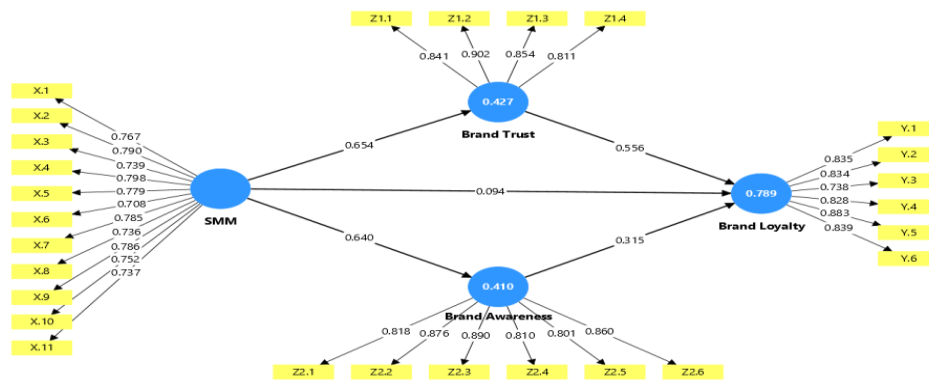 Z1.1 Z1.2 Z1.3 Z1.4
0.841 0.902 0.854 0.811
0.427
Brand Trust
X.1
X.2
X.3
X.4
X.5
X.6
X.7
X.8
X.9
X.10
X.11
0.767
0.790
0.739
0.798
0.779
0.708
0.785
0.736
0.786
0.752
0.737
SMM
0.654
0.556
0.094
0.640
0.315
0.789
Brand Loyalty
0.835
0.834
0.738
0.828
0.883
0.839
Y.1
Y.2
Y.3
Y.4
Y.5
Y.6
0.410
Brand Awareness
0.818 0.876 0.890 0.810 0.801 0.860
Z2.1 Z2.2 Z2.3 Z2.4 Z2.5 Z2.6